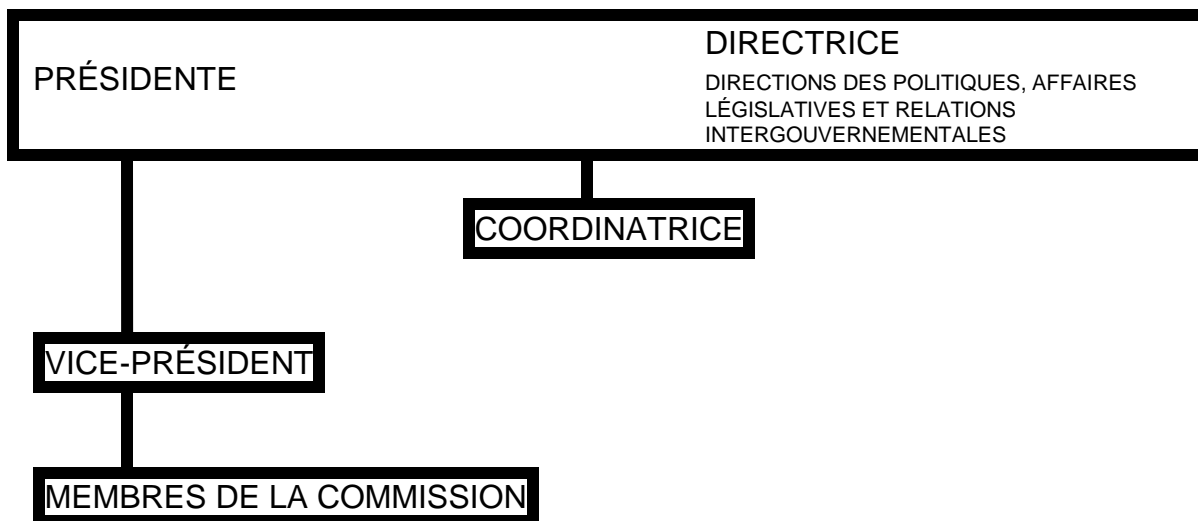 PRÉSIDENTE
DIRECTRICE
DIRECTIONS DES POLITIQUES, AFFAIRES
LÉGISLATIVES ET RELATIONS
INTERGOUVERNEMENTALES
COORDINATRICE
VICE-PRÉSIDENT
MEMBRES DE LA COMMISSION